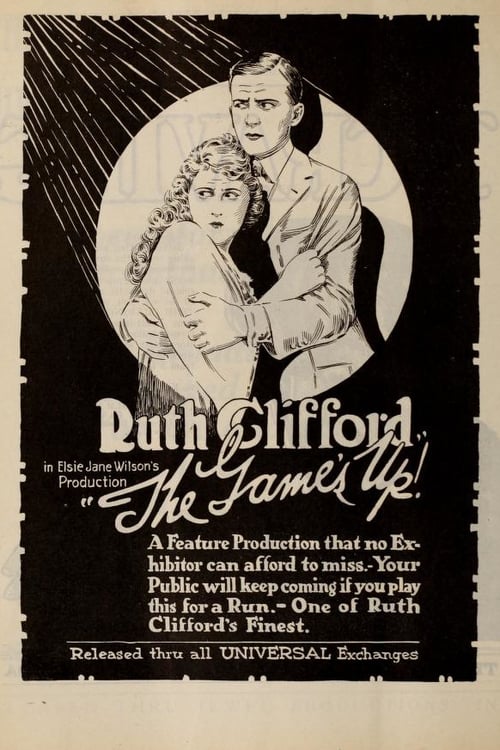 Ruth Clifford
in Elsie Jane Wilson's
Production
"The Game's Up!"
A Feature Production that no Ex-
hibitor can afford to miss.-Your
Public will keep coming if you play
this for a Run.- One of Ruth
Clifford's Finest.
Released thru all UNIVERSAL Exchanges